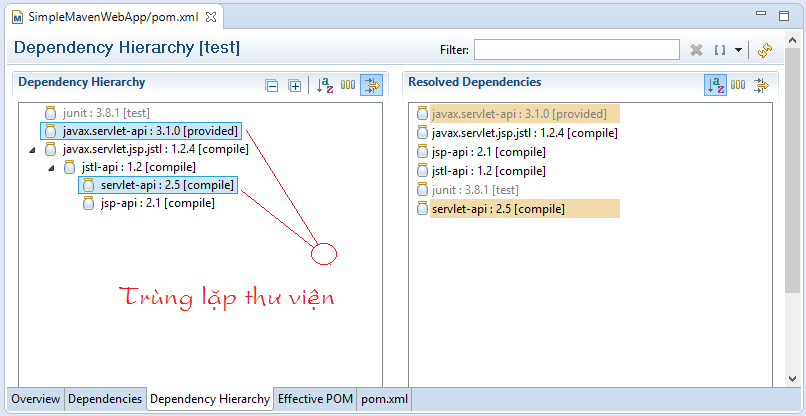 SimpleMavenWebApp/pom.xml
Dependency Hierarchy [test]
Filter:
Dependency Hierarchy
junit : 3.8.1 [test]
javax.servlet-api : 3.1.0 [provided]
javax.servlet.jsp.jstl : 1.2.4 [compile]
jstl-api : 1.2 [compile]
servlet-api : 2.5 [compile]
jsp-api : 2.1 [compile]
Trùng lặp thư viện
Resolved Dependencies
javax.servlet-api : 3.1.0 [provided]
javax.servlet.jsp.jstl : 1.2.4 [compile]
jsp-api : 2.1 [compile]
jstl-api : 1.2 [compile]
junit : 3.8.1 [test]
servlet-api : 2.5 [compile]
Overview Dependencies Dependency Hierarchy Effective POM pom.xml